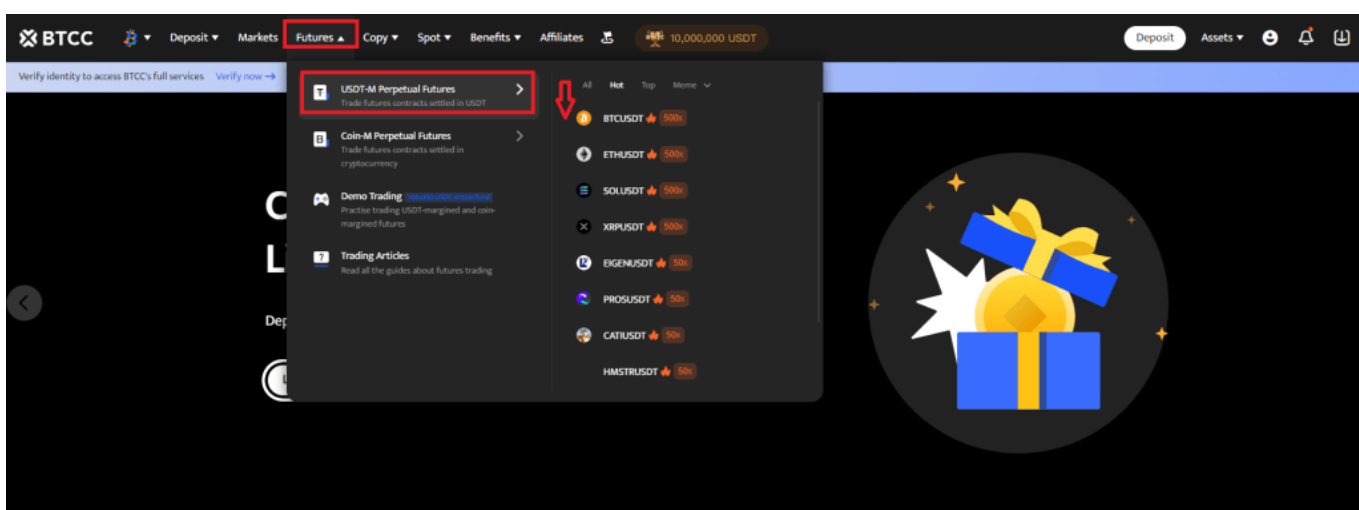 BTCC
Deposit
Markets
Futures
Copy
Spot
Benefits
Affiliates
10,000,000 USDT
Deposit
Assets
Verify identity to access BTCC's full services Verify now →
USDT-M Perpetual Futures
Trade futures contracts settled in USDT
Coin-M Perpetual Futures
Trade futures contracts settled in
cryptocurrency
Demo Trading
Practise trading USDT-margined and coin-
margined futures
Trading Articles
Read all the guides about futures trading
All Hot Top Meme
BTCUSDT 500x
ETHUSDT 500x
SOLUSDT 500x
XRPUSDT 500x
EIGENUSDT 50x
PROSUSDT 50x
CATIUSDT 50x
HMSTRUSDT 50x
C
L
Dep